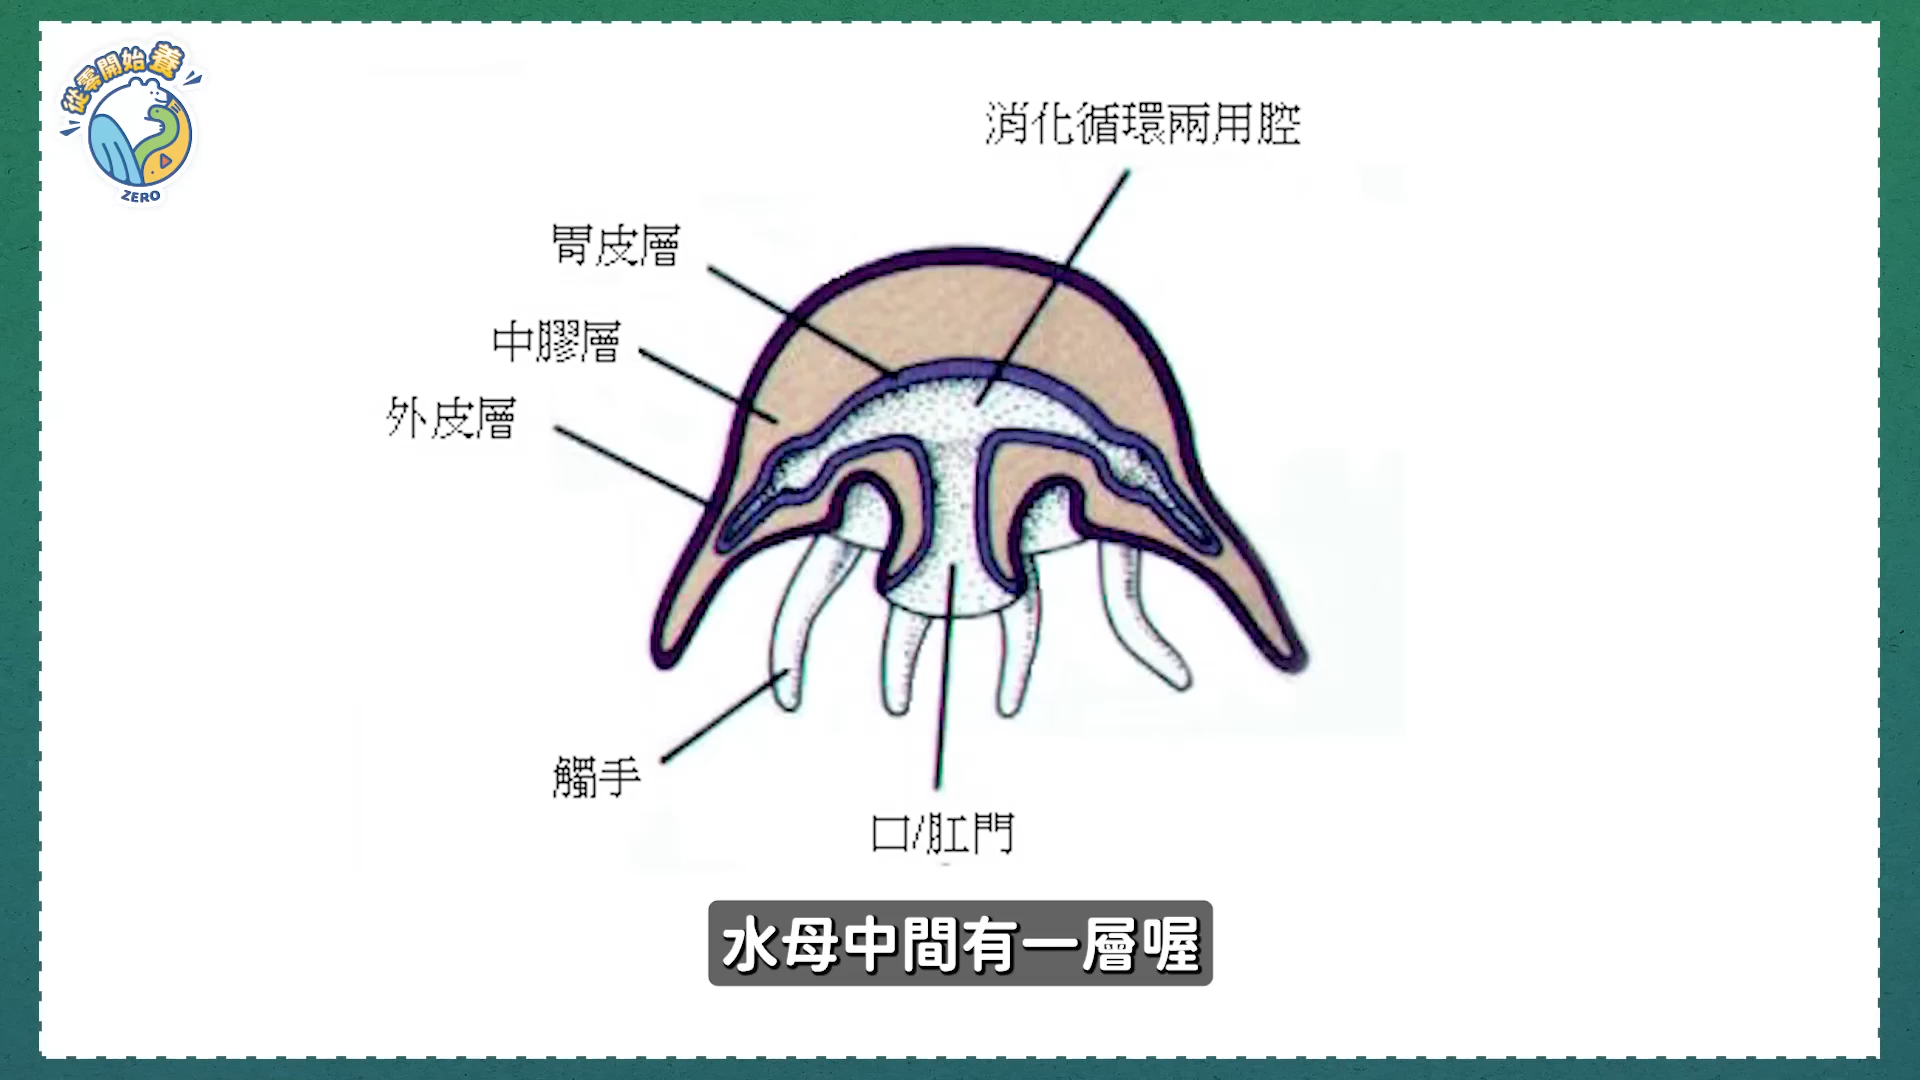 從零開始養
ZERO
消化循環兩用腔
胃皮層
中膠層
外皮層
觸手
口/肛門
水母中間有一層喔